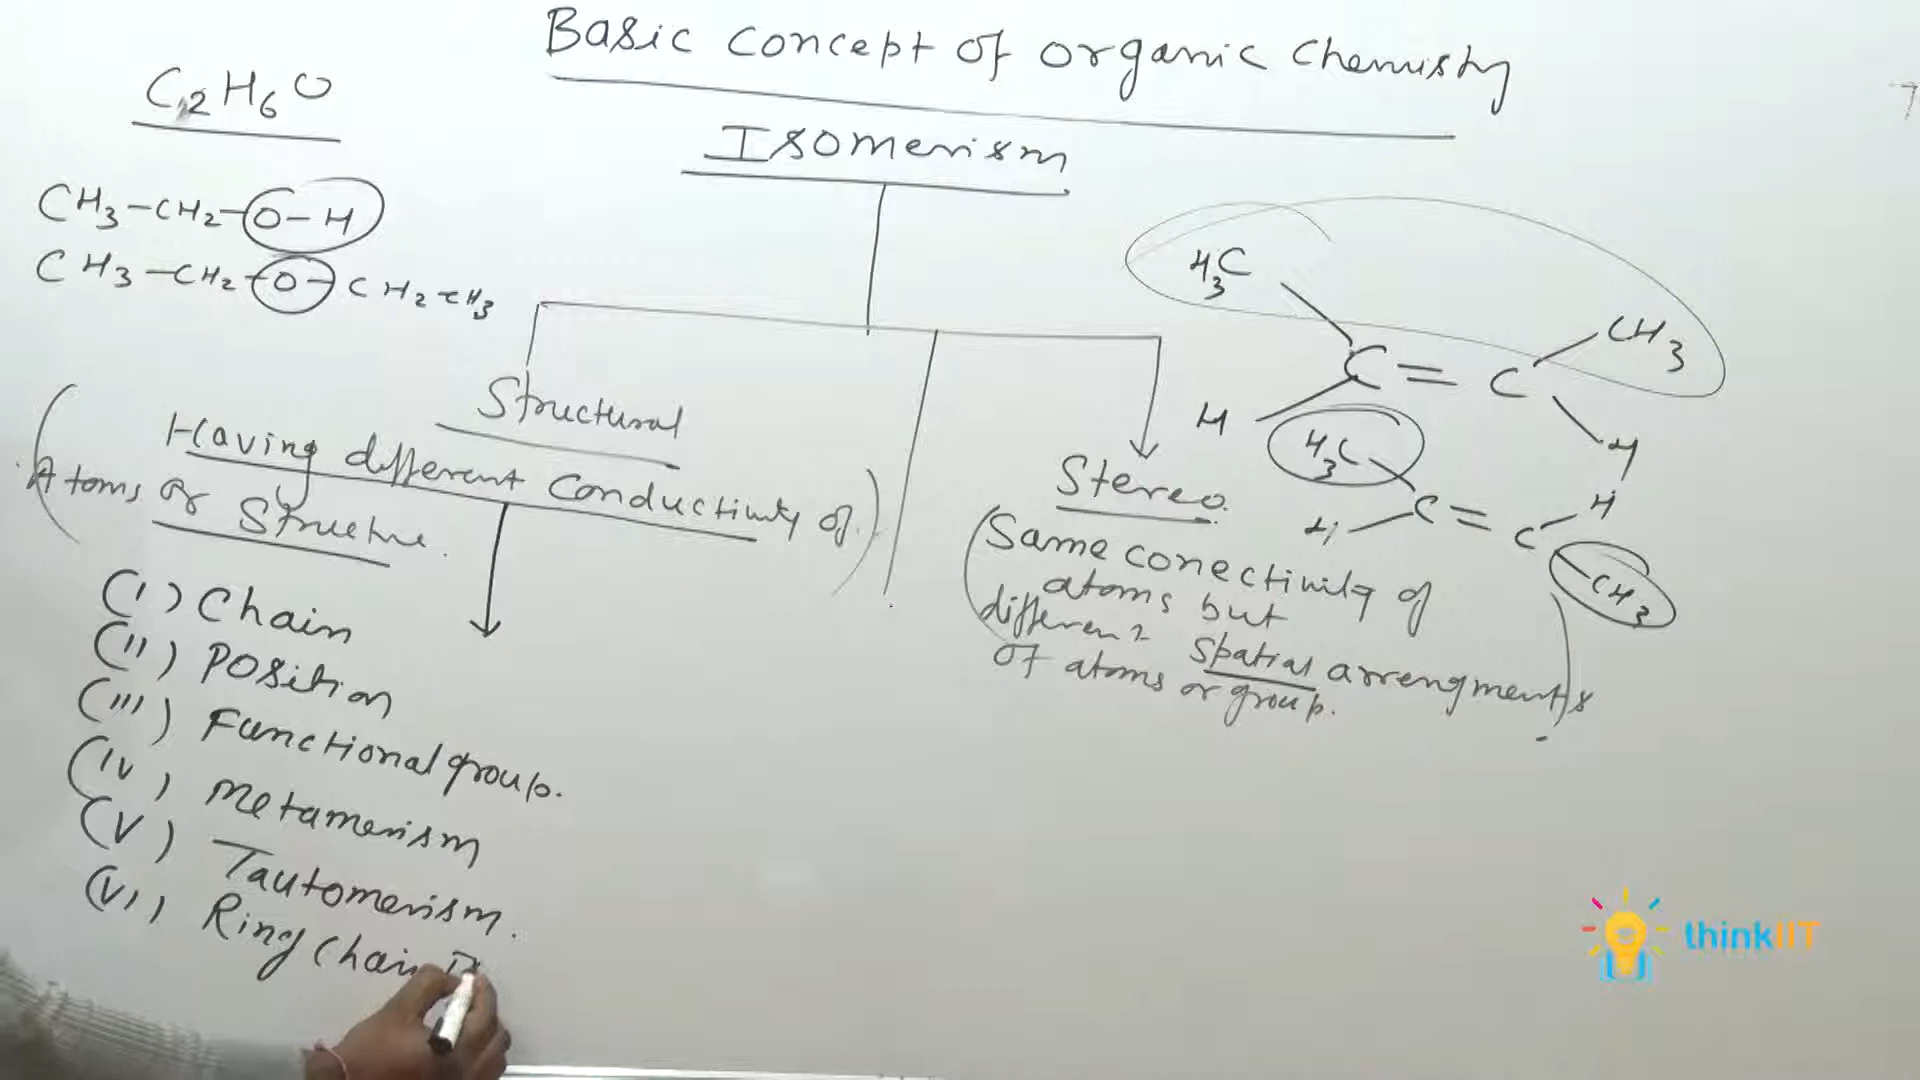 Basic concept of organic chemistry
C2H6O
Isomerism
CH3-CH2-O-H
CH3-CH2-O-CH2-CH3
Structural
(Having different conductivity of
Atoms or Structure.)
(I) Chain
(II) Position
(III) Functional group.
(IV) Metamerism
(V) Tautomerism.
(VI) Ring Chain
H3C
CH3
C=C
H
H
H3C
H
C=C
H
CH3
Stereo.
(Same conectivity of
atoms but
different spatial arrengments
of atoms or group.)
thinkIIT